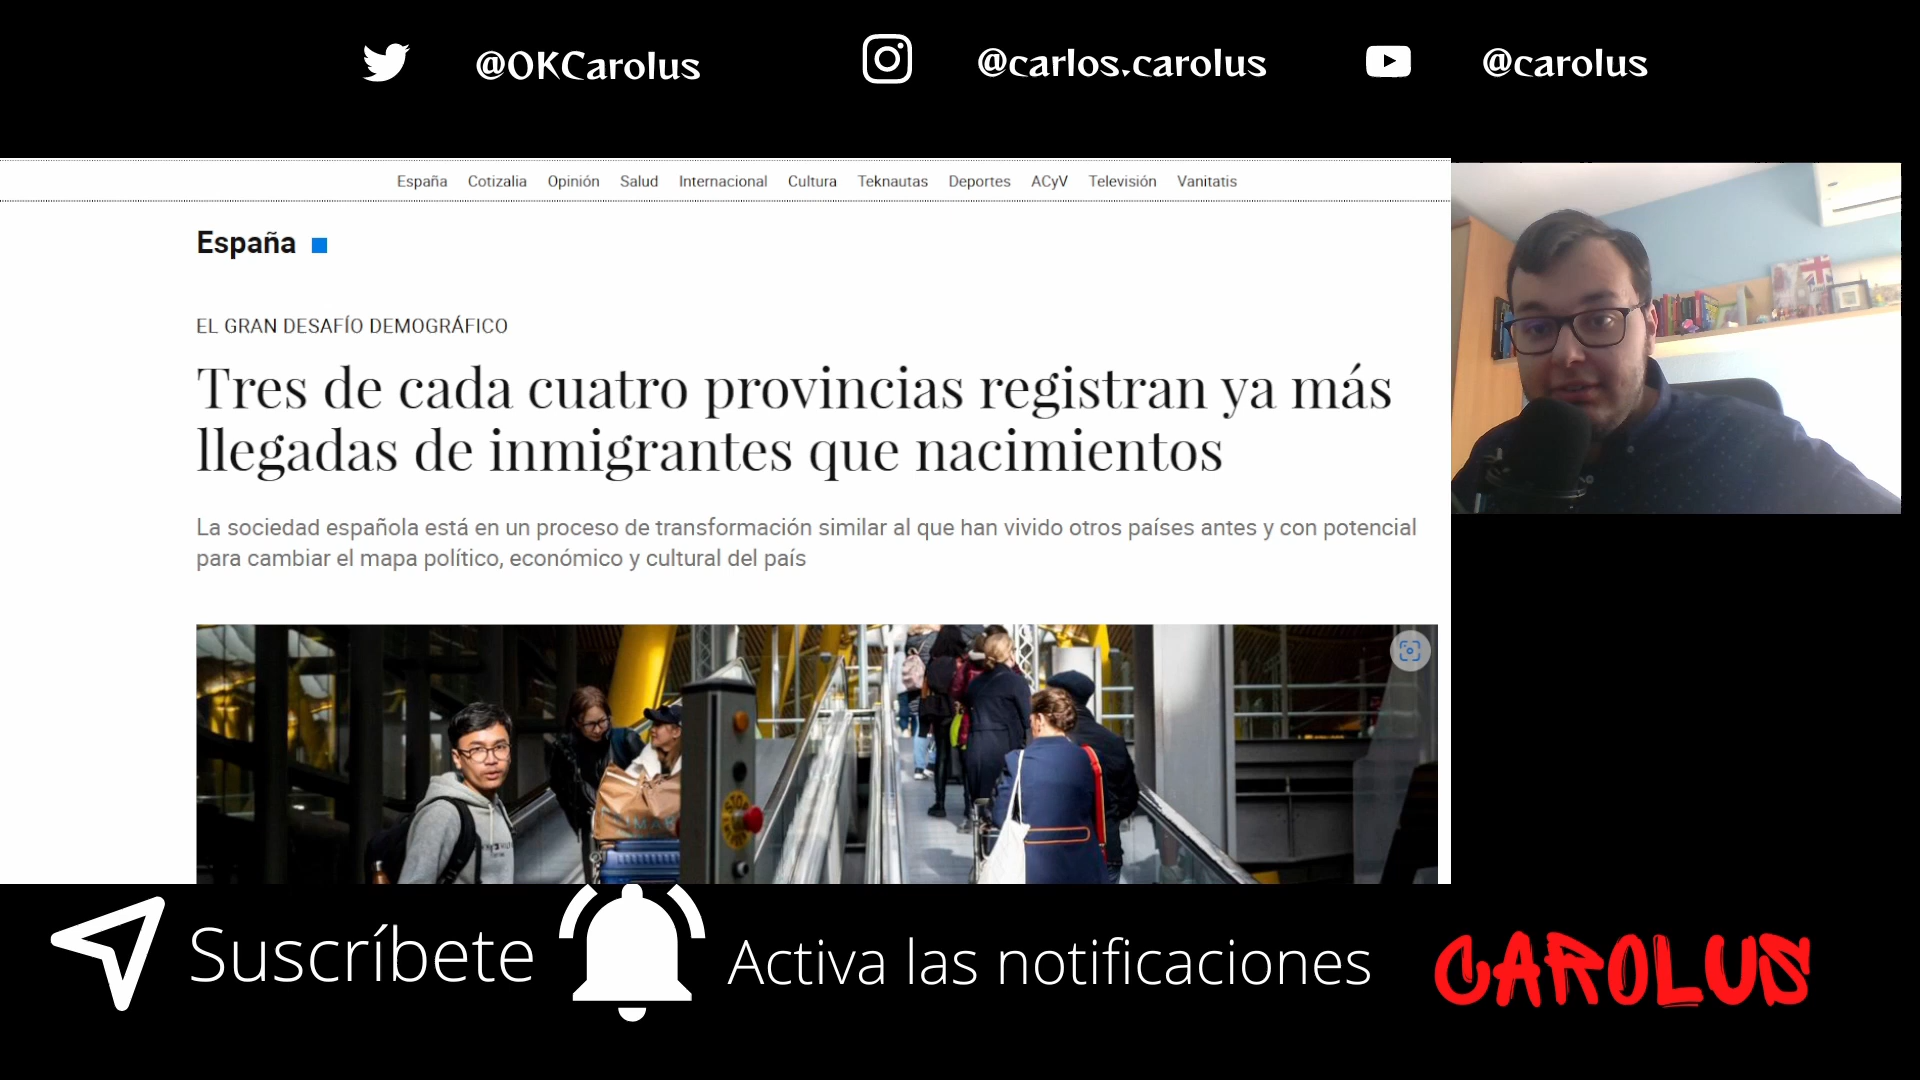 @OKCarolus
@carlos.carolus
@carolus
España Cotizalia Opinión Salud Internacional Cultura Teknautas Deportes ACyV Televisión Vanitatis
España
EL GRAN DESAFÍO DEMOGRÁFICO
Tres de cada cuatro provincias registran ya más
llegadas de inmigrantes que nacimientos
La sociedad española está en un proceso de transformación similar al que han vivido otros países antes y con potencial
para cambiar el mapa político, económico y cultural del país
STOP
Suscríbete
Activa las notificaciones
CAROLUS